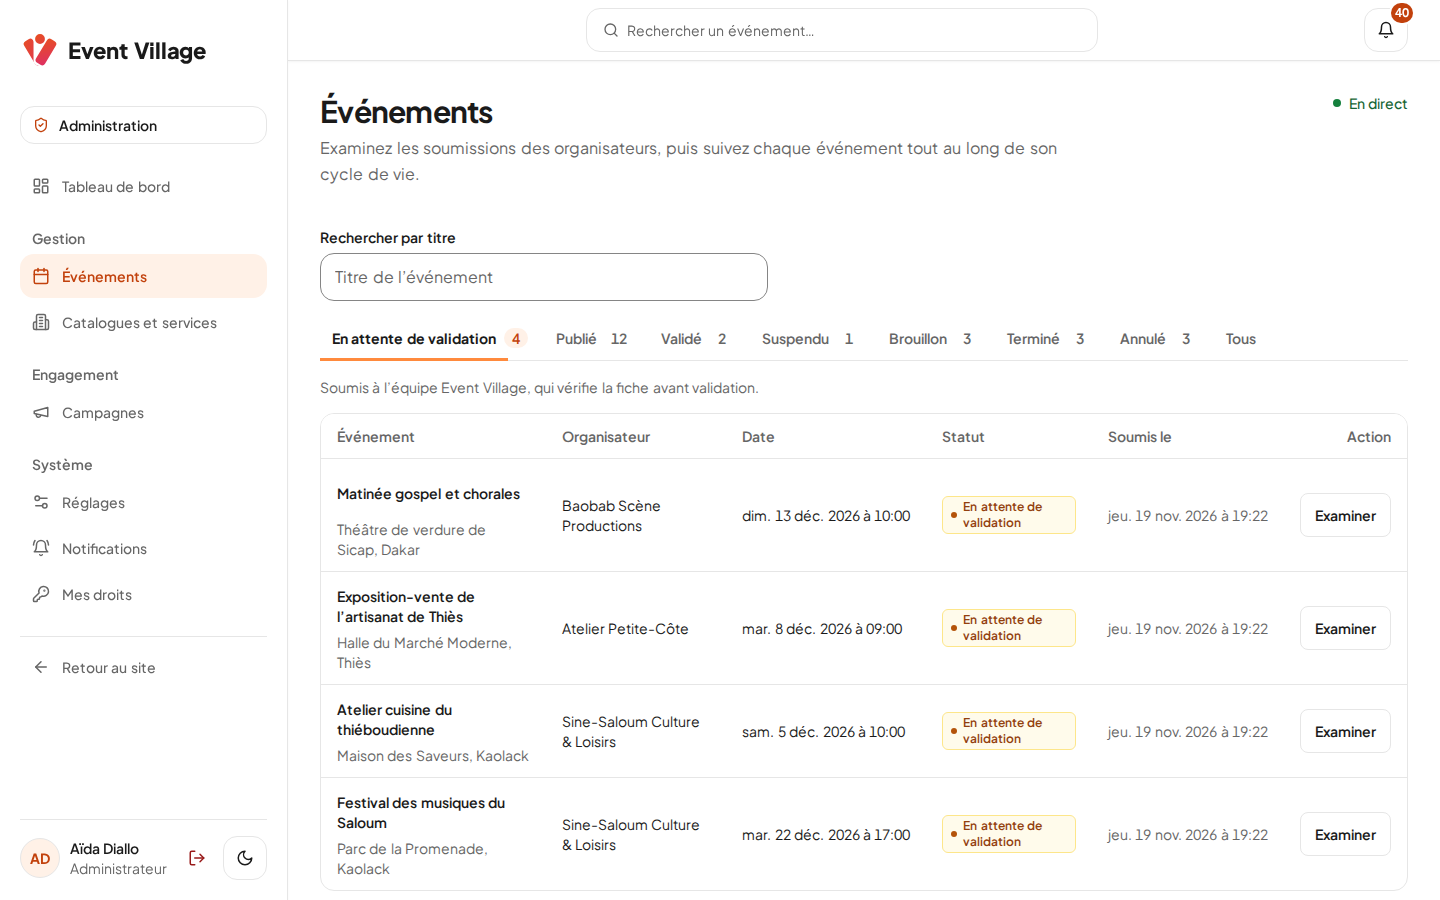 Event Village
Administration
Tableau de bord
Gestion
Événements
Catalogues et services
Engagement
Campagnes
Système
Réglages
Notifications
Mes droits
Retour au site
AD
Aïda Diallo
Administrateur
Rechercher un événement…
40
Événements
En direct
Examinez les soumissions des organisateurs, puis suivez chaque événement tout au long de son
cycle de vie.
Rechercher par titre
Titre de l’événement
En attente de validation 4 Publié 12 Validé 2 Suspendu 1 Brouillon 3 Terminé 3 Annulé 3 Tous
Soumis à l’équipe Event Village, qui vérifie la fiche avant validation.
Événement Organisateur Date Statut Soumis le Action
Matinée gospel et chorales
Théâtre de verdure de
Sicap, Dakar
Baobab Scène
Productions
dim. 13 déc. 2026 à 10:00
En attente de
validation
jeu. 19 nov. 2026 à 19:22
Examiner
Exposition-vente de
l’artisanat de Thiès
Halle du Marché Moderne,
Thiès
Atelier Petite-Côte
mar. 8 déc. 2026 à 09:00
En attente de
validation
jeu. 19 nov. 2026 à 19:22
Examiner
Atelier cuisine du
thiéboudienne
Maison des Saveurs, Kaolack
Sine-Saloum Culture
& Loisirs
sam. 5 déc. 2026 à 10:00
En attente de
validation
jeu. 19 nov. 2026 à 19:22
Examiner
Festival des musiques du
Saloum
Parc de la Promenade,
Kaolack
Sine-Saloum Culture
& Loisirs
mar. 22 déc. 2026 à 17:00
En attente de
validation
jeu. 19 nov. 2026 à 19:22
Examiner